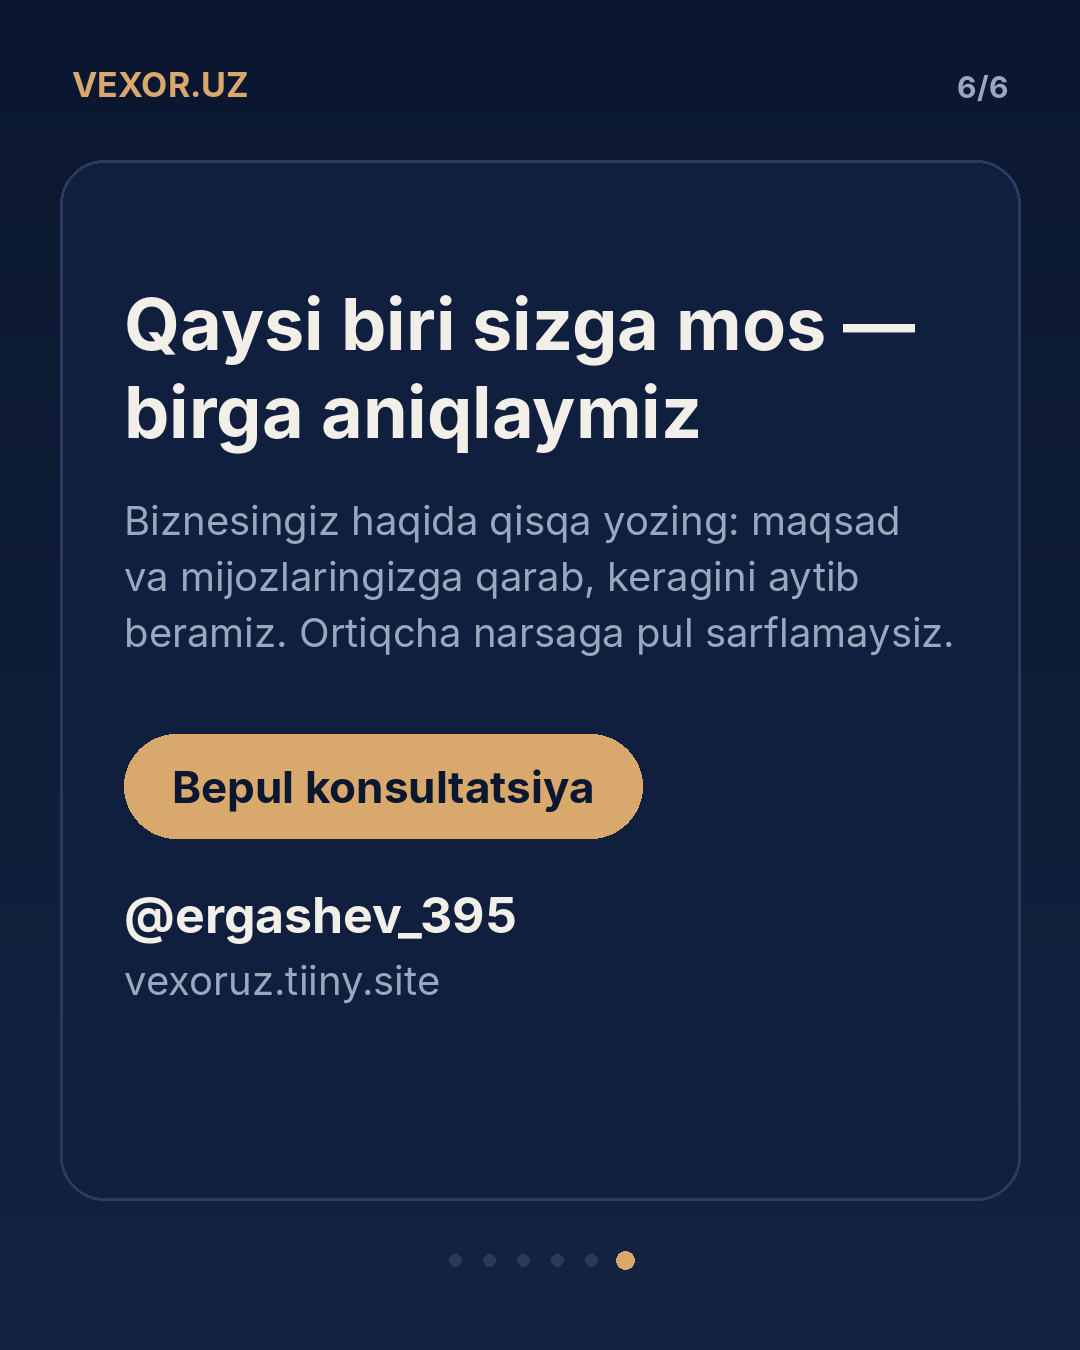 VEXOR.UZ
6/6
Qaysi biri sizga mos —
birga aniqlaymiz
Biznesingiz haqida qisqa yozing: maqsad
va mijozlaringizga qarab, keragini aytib
beramiz. Ortiqcha narsaga pul sarflamaysiz.
Bepul konsultatsiya
@ergashev_395
vexoruz.tiiny.site